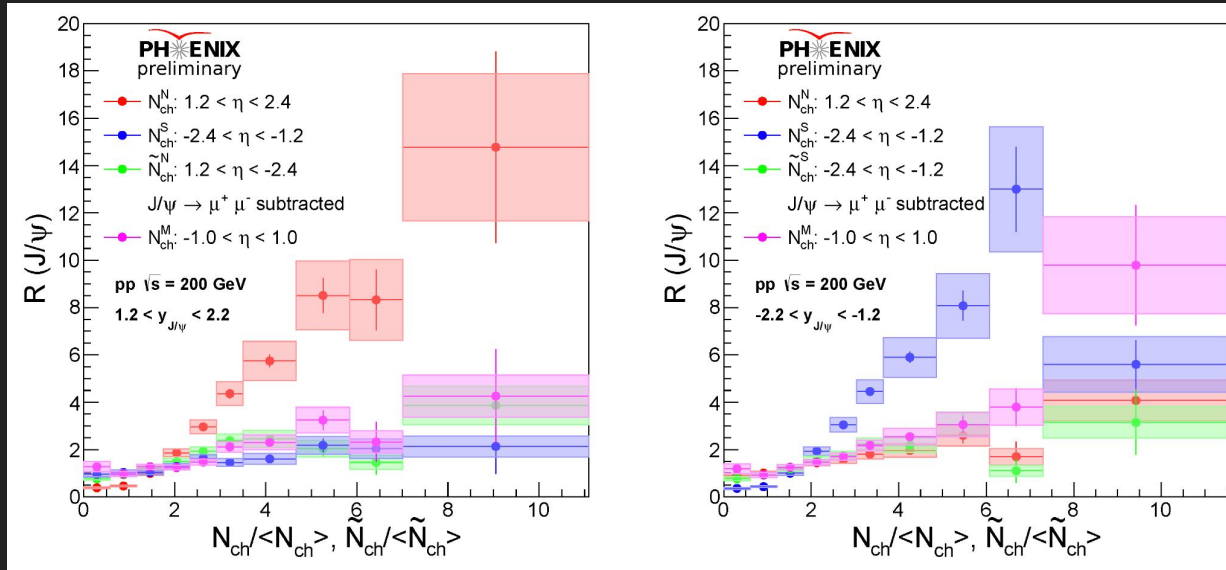 PHENIX
preliminary
N_ch^N: 1.2 < η < 2.4
N_ch^S: -2.4 < η < -1.2
Ñ_ch^N: 1.2 < η < -2.4
J/ψ → μ⁺ μ⁻ subtracted
N_ch^M: -1.0 < η < 1.0
pp √s = 200 GeV
1.2 < y_J/ψ < 2.2
R (J/ψ)
20
18
16
14
12
10
8
6
4
2
0
0 2 4 6 8 10
N_ch/<N_ch>, Ñ_ch/<Ñ_ch>
PHENIX
preliminary
N_ch^N: 1.2 < η < 2.4
N_ch^S: -2.4 < η < -1.2
Ñ_ch^S: -2.4 < η < -1.2
J/ψ → μ⁺ μ⁻ subtracted
N_ch^M: -1.0 < η < 1.0
pp √s = 200 GeV
-2.2 < y_J/ψ < -1.2
R (J/ψ)
20
18
16
14
12
10
8
6
4
2
0
0 2 4 6 8 10
N_ch/<N_ch>, Ñ_ch/<Ñ_ch>